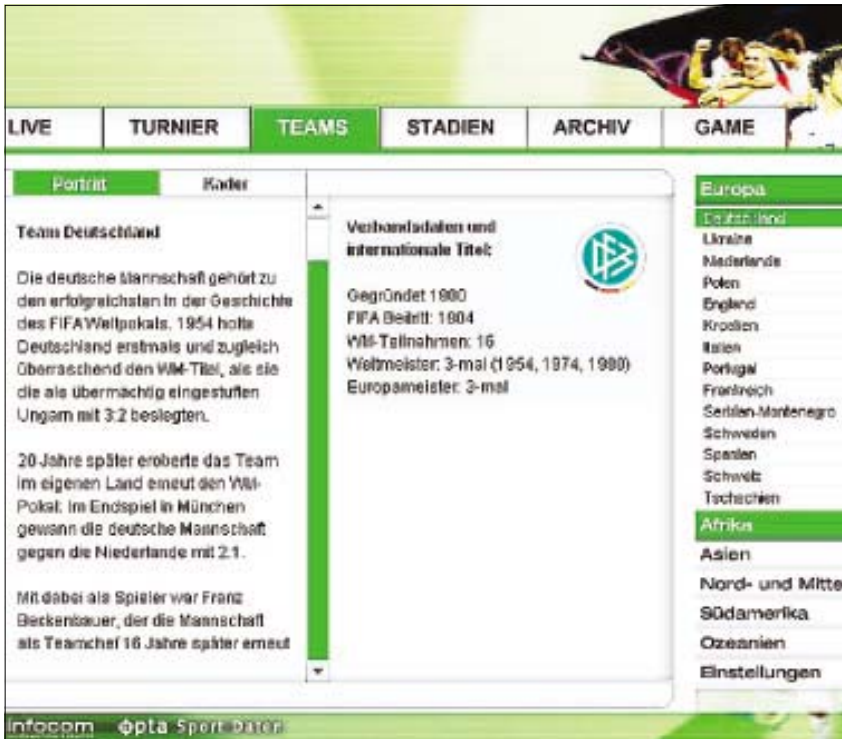 LIVE
TURNIER
TEAMS
STADIEN
ARCHIV
GAME
Porträt
Kader
Team Deutschland
Die deutsche Mannschaft gehört zu
den erfolgreichsten in der Geschichte
des FIFA Weltpokals. 1954 holte
Deutschland erstmals und zugleich
überraschend den WM-Titel, als sie
die als übermächtig eingestuften
Ungarn mit 3:2 besiegten.
20 Jahre später eroberte das Team
im eigenen Land erneut den WM-
Pokal: Im Endspiel in München
gewann die deutsche Mannschaft
gegen die Niederlande mit 2:1.
Mit dabei als Spieler war Franz
Beckenbauer, der die Mannschaft
als Teamchef 16 Jahre später erneut
Verbandsdaten und
internationale Titel:
DFB
Gegründet 1900
FIFA Beitritt: 1904
WM-Teilnahmen: 16
Weltmeister: 3-mal (1954, 1974, 1990)
Europameister: 3-mal
Europa
Deutschland
Ukraine
Niederlande
Polen
England
Kroatien
Italien
Portugal
Frankreich
Serbien-Montenegro
Schweden
Spanien
Schweiz
Tschechien
Afrika
Asien
Nord- und Mitte
Südamerika
Ozeanien
Einstellungen
infocom opta Sport Daten